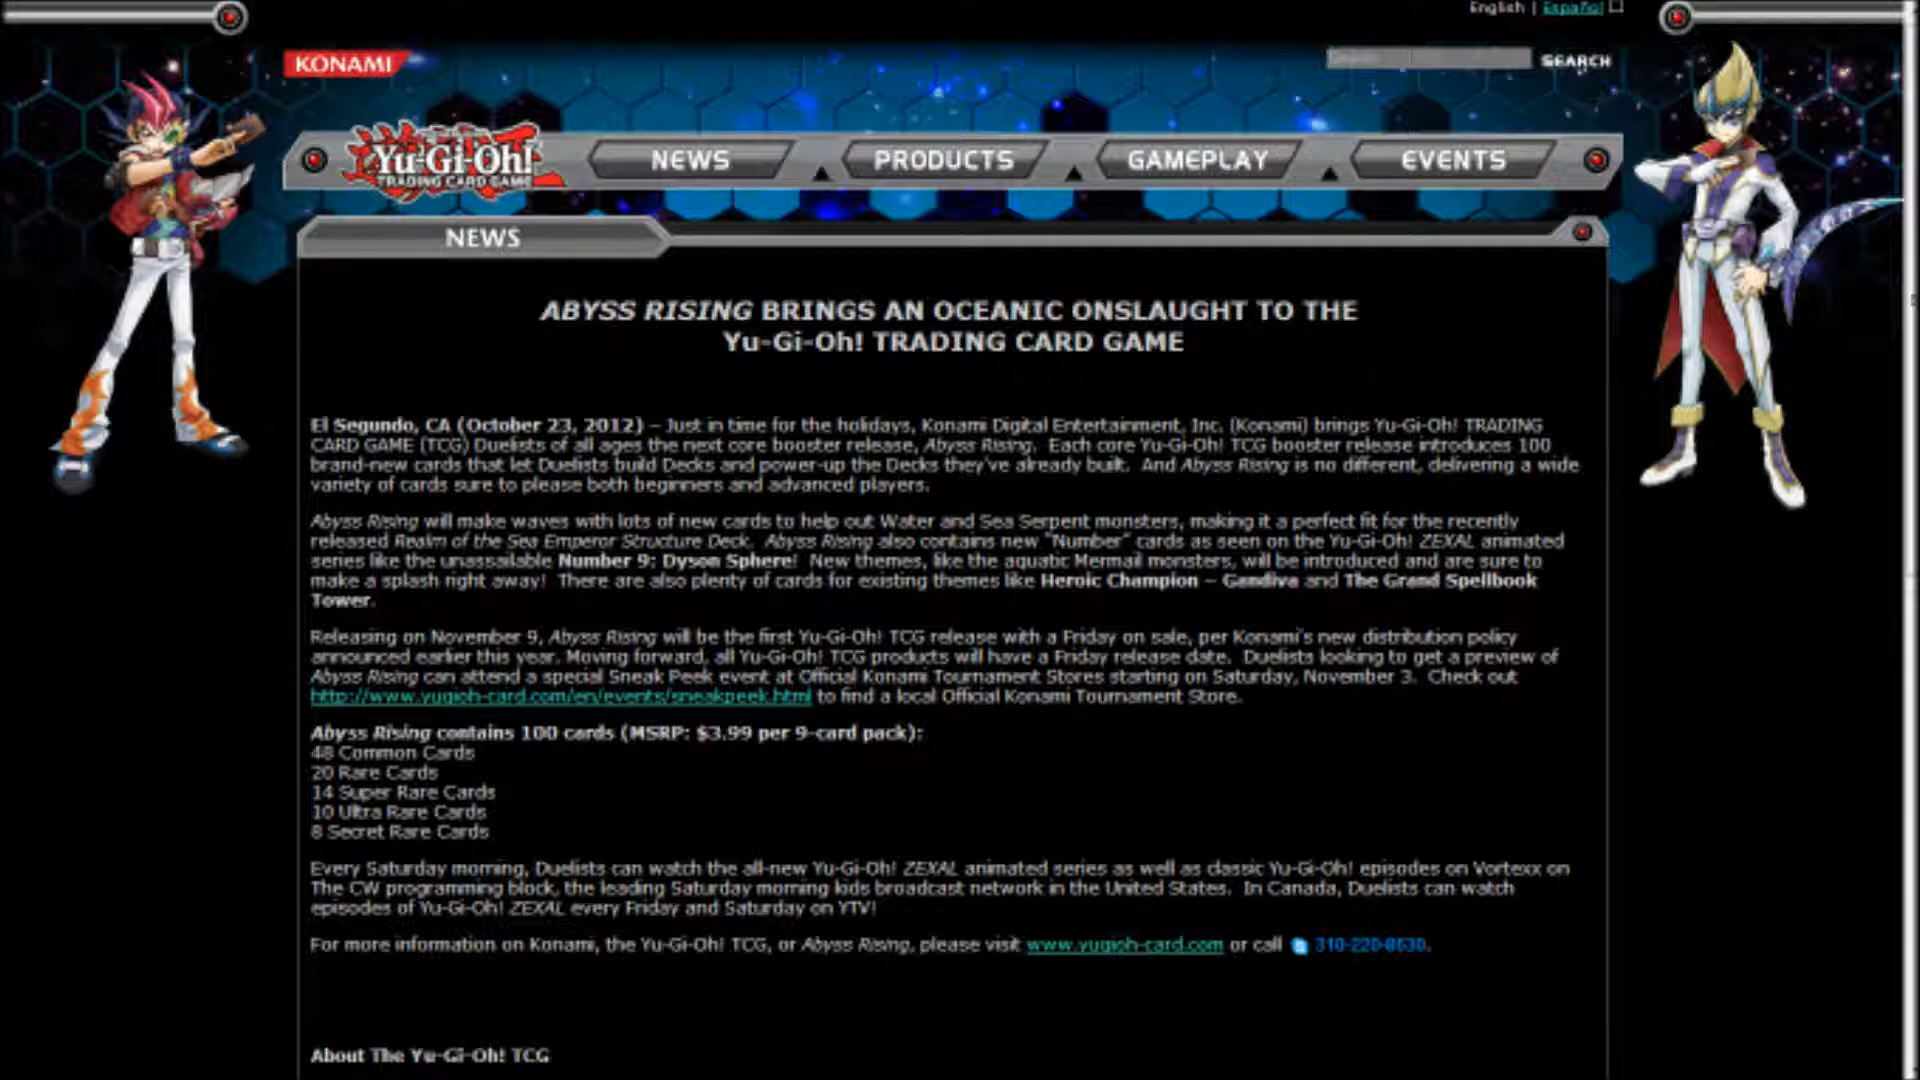 English | Español
KONAMI
SEARCH
Yu-Gi-Oh!
TRADING CARD GAME
NEWS
PRODUCTS
GAMEPLAY
EVENTS
NEWS
ABYSS RISING BRINGS AN OCEANIC ONSLAUGHT TO THE
Yu-Gi-Oh! TRADING CARD GAME
El Segundo, CA (October 23, 2012) – Just in time for the holidays, Konami Digital Entertainment, Inc. (Konami) brings Yu-Gi-Oh! TRADING
CARD GAME (TCG) Duelists of all ages the next core booster release, Abyss Rising. Each core Yu-Gi-Oh! TCG booster release introduces 100
brand-new cards that let Duelists build Decks and power-up the Decks they've already built. And Abyss Rising is no different, delivering a wide
variety of cards sure to please both beginners and advanced players.
Abyss Rising will make waves with lots of new cards to help out Water and Sea Serpent monsters, making it a perfect fit for the recently
released Realm of the Sea Emperor Structure Deck. Abyss Rising also contains new "Number" cards as seen on the Yu-Gi-Oh! ZEXAL animated
series like the unassailable Number 9: Dyson Sphere! New themes, like the aquatic Mermail monsters, will be introduced and are sure to
make a splash right away! There are also plenty of cards for existing themes like Heroic Champion – Gandiva and The Grand Spellbook
Tower.
Releasing on November 9, Abyss Rising will be the first Yu-Gi-Oh! TCG release with a Friday on sale, per Konami's new distribution policy
announced earlier this year. Moving forward, all Yu-Gi-Oh! TCG products will have a Friday release date. Duelists looking to get a preview of
Abyss Rising can attend a special Sneak Peek event at Official Konami Tournament Stores starting on Saturday, November 3. Check out
http://www.yugioh-card.com/en/events/sneakpeek.html to find a local Official Konami Tournament Store.
Abyss Rising contains 100 cards (MSRP: $3.99 per 9-card pack):
48 Common Cards
20 Rare Cards
14 Super Rare Cards
10 Ultra Rare Cards
8 Secret Rare Cards
Every Saturday morning, Duelists can watch the all-new Yu-Gi-Oh! ZEXAL animated series as well as classic Yu-Gi-Oh! episodes on Vortexx on
The CW programming block, the leading Saturday morning kids broadcast network in the United States. In Canada, Duelists can watch
episodes of Yu-Gi-Oh! ZEXAL every Friday and Saturday on YTV!
For more information on Konami, the Yu-Gi-Oh! TCG, or Abyss Rising, please visit www.yugioh-card.com or call 310-220-8630.
About The Yu-Gi-Oh! TCG